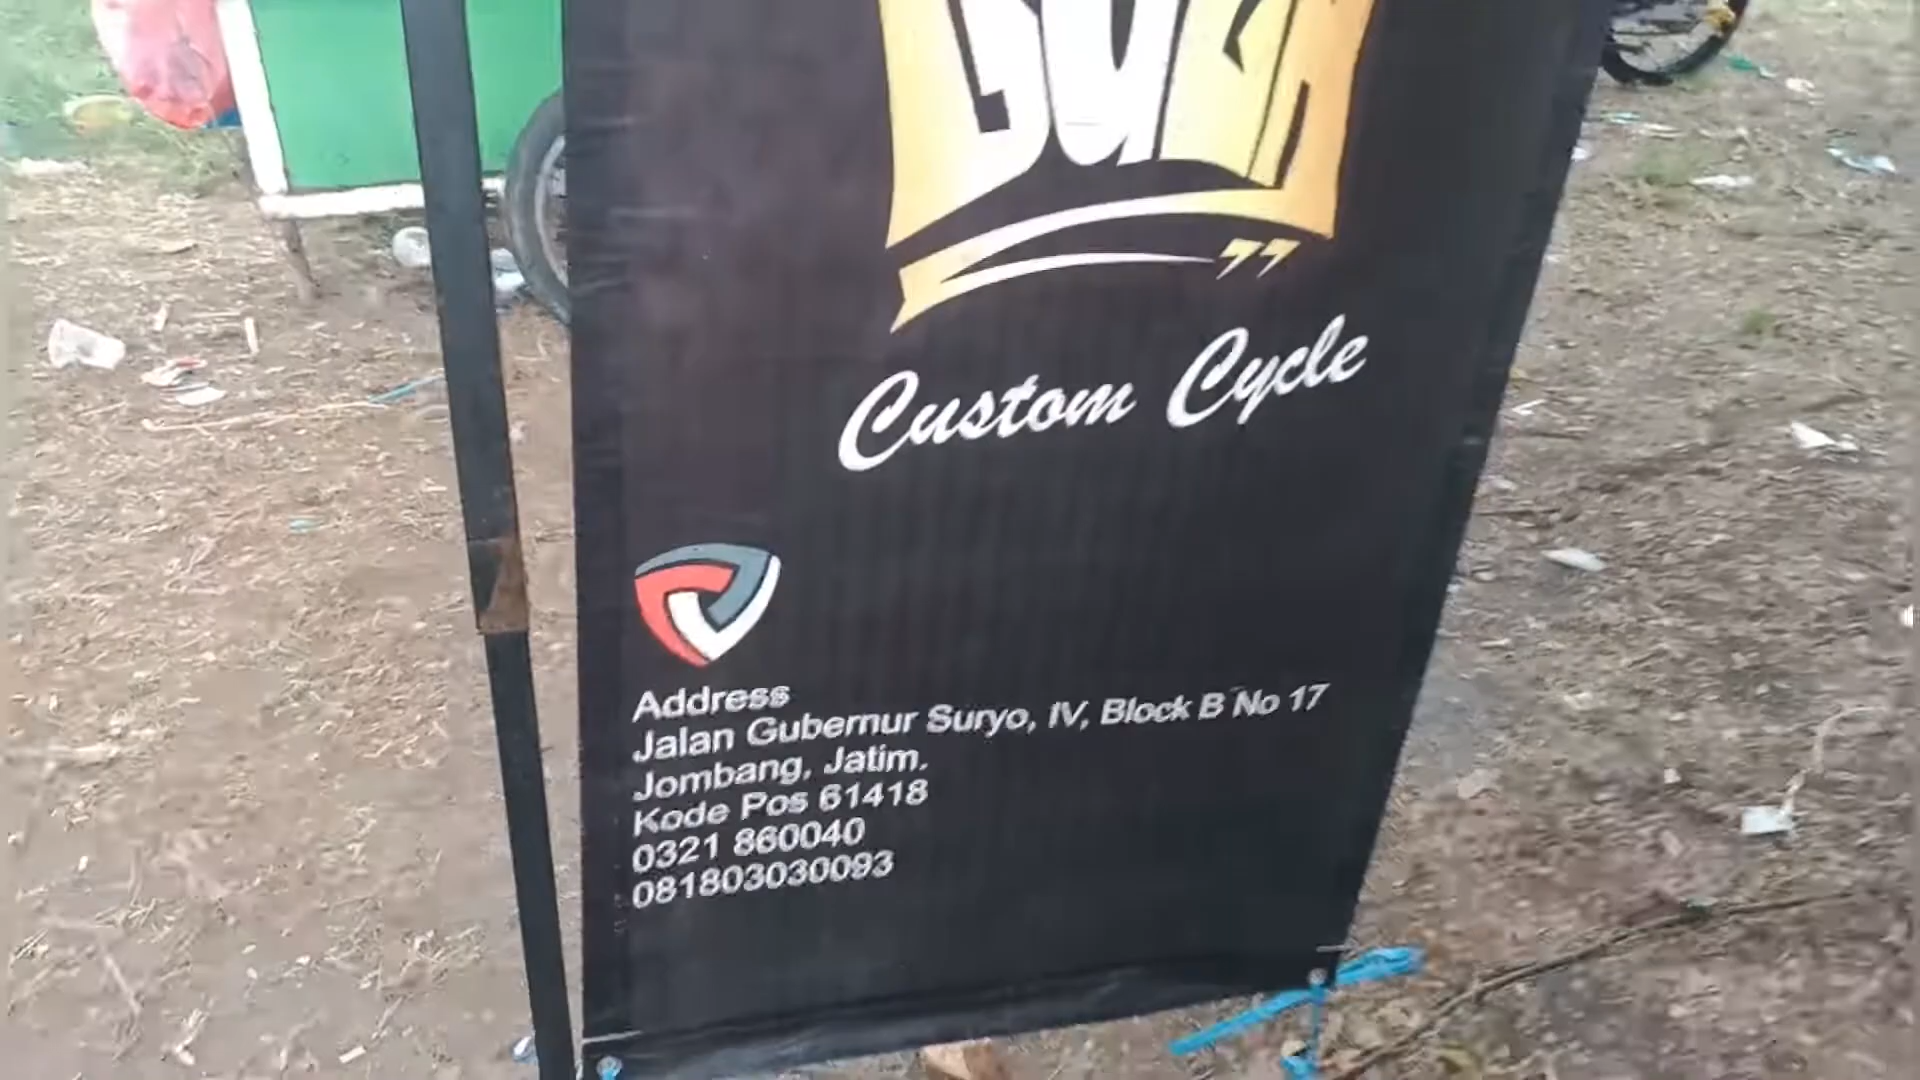 Custom Cycle
Address
Jalan Gubernur Suryo, IV, Block B No 17
Jombang, Jatim.
Kode Pos 61418
0321 860040
081803030093